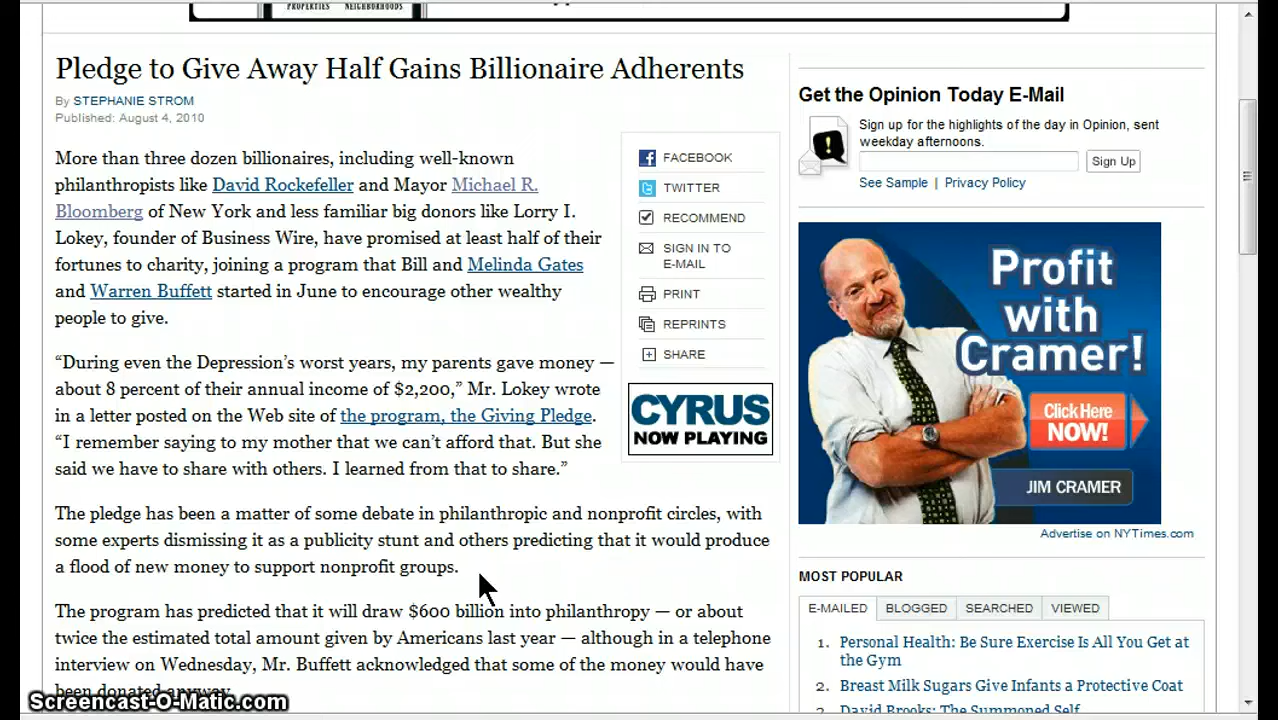 PROPERTIES NEIGHBORHOODS
Pledge to Give Away Half Gains Billionaire Adherents
By STEPHANIE STROM
Published: August 4, 2010
More than three dozen billionaires, including well-known
philanthropists like David Rockefeller and Mayor Michael R.
Bloomberg of New York and less familiar big donors like Lorry I.
Lokey, founder of Business Wire, have promised at least half of their
fortunes to charity, joining a program that Bill and Melinda Gates
and Warren Buffett started in June to encourage other wealthy
people to give.
“During even the Depression’s worst years, my parents gave money —
about 8 percent of their annual income of $2,200,” Mr. Lokey wrote
in a letter posted on the Web site of the program, the Giving Pledge.
“I remember saying to my mother that we can’t afford that. But she
said we have to share with others. I learned from that to share.”
The pledge has been a matter of some debate in philanthropic and nonprofit circles, with
some experts dismissing it as a publicity stunt and others predicting that it would produce
a flood of new money to support nonprofit groups.
The program has predicted that it will draw $600 billion into philanthropy — or about
twice the estimated total amount given by Americans last year — although in a telephone
interview on Wednesday, Mr. Buffett acknowledged that some of the money would have
been donated anyway.
FACEBOOK
TWITTER
RECOMMEND
SIGN IN TO
E-MAIL
PRINT
REPRINTS
SHARE
CYRUS
NOW PLAYING
Get the Opinion Today E-Mail
Sign up for the highlights of the day in Opinion, sent
weekday afternoons.
Sign Up
See Sample | Privacy Policy
Profit
with
Cramer!
Click Here
NOW!
JIM CRAMER
Advertise on NYTimes.com
MOST POPULAR
E-MAILED BLOGGED SEARCHED VIEWED
1. Personal Health: Be Sure Exercise Is All You Get at
the Gym
2. Breast Milk Sugars Give Infants a Protective Coat
David Brooks: The Summoned Self
Screencast-O-Matic.com